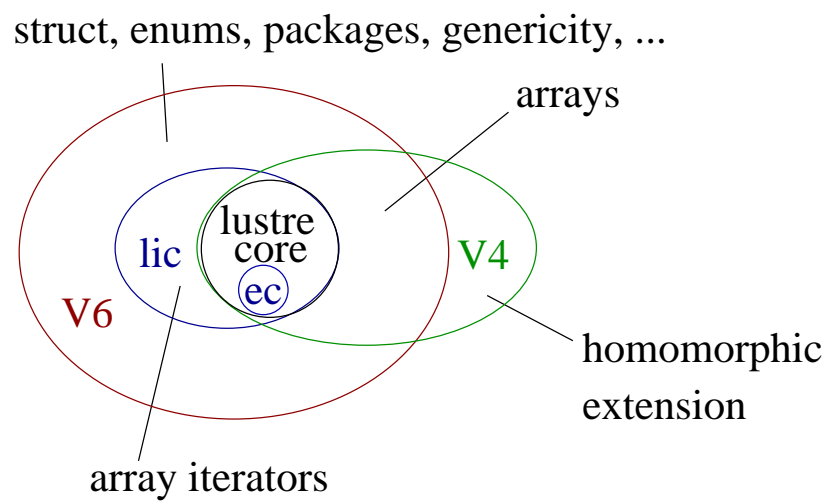 struct, enums, packages, genericity, ...
arrays
lustre
core
lic
V4
ec
V6
homomorphic
extension
array iterators